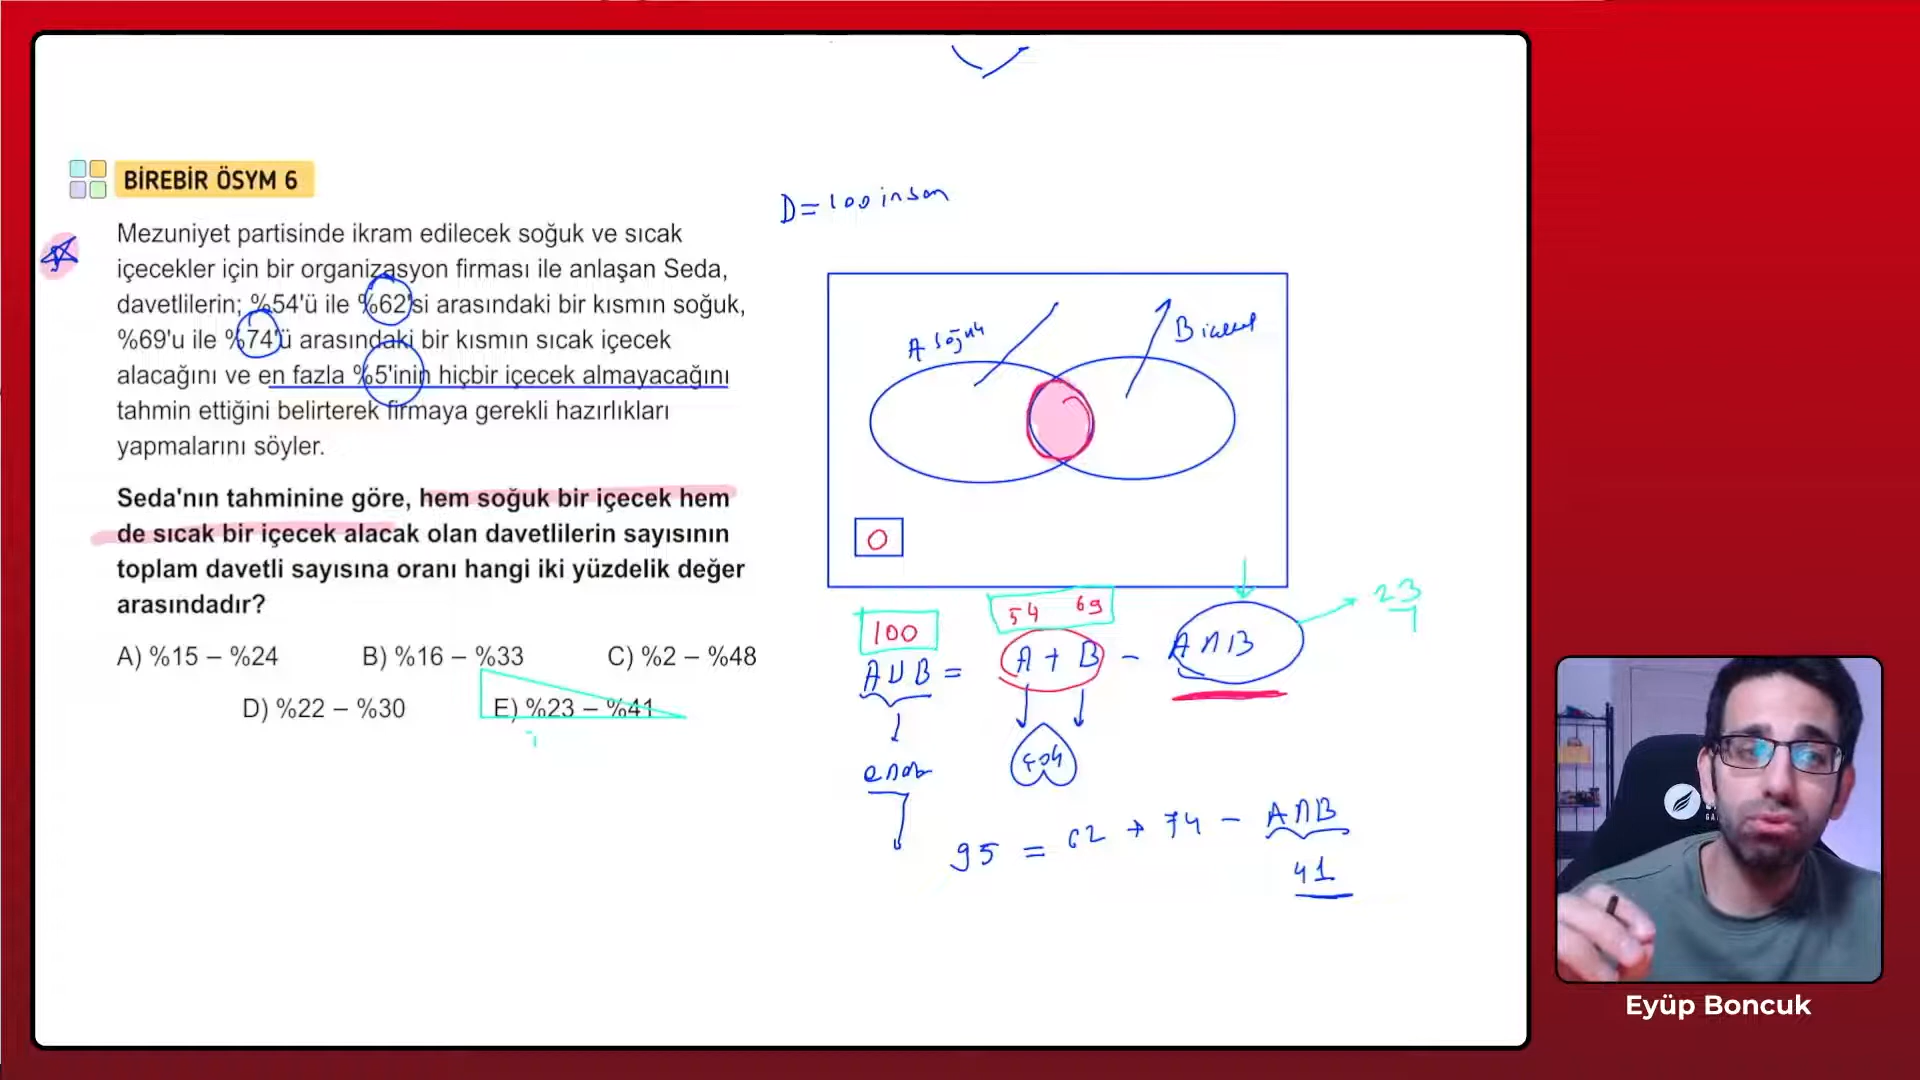 BİREBİR ÖSYM 6
Mezuniyet partisinde ikram edilecek soğuk ve sıcak
içecekler için bir organizasyon firması ile anlaşan Seda,
davetlilerin; %54'ü ile %62'si arasındaki bir kısmın soğuk,
%69'u ile %74'ü arasındaki bir kısmın sıcak içecek
alacağını ve en fazla %5'inin hiçbir içecek almayacağını
tahmin ettiğini belirterek firmaya gerekli hazırlıkları
yapmalarını söyler.
Seda'nın tahminine göre, hem soğuk bir içecek hem
de sıcak bir içecek alacak olan davetlilerin sayısının
toplam davetli sayısına oranı hangi iki yüzdelik değer
arasındadır?
A) %15 – %24 B) %16 – %33 C) %2 – %48
D) %22 – %30 E) %23 – %41
D = 100 insan
A soğuk
B
0
100 54 69 23
A U B = A + B - A ∩ B
çok
95 = 62 + 74 - A ∩ B
41
Eyüp Boncuk